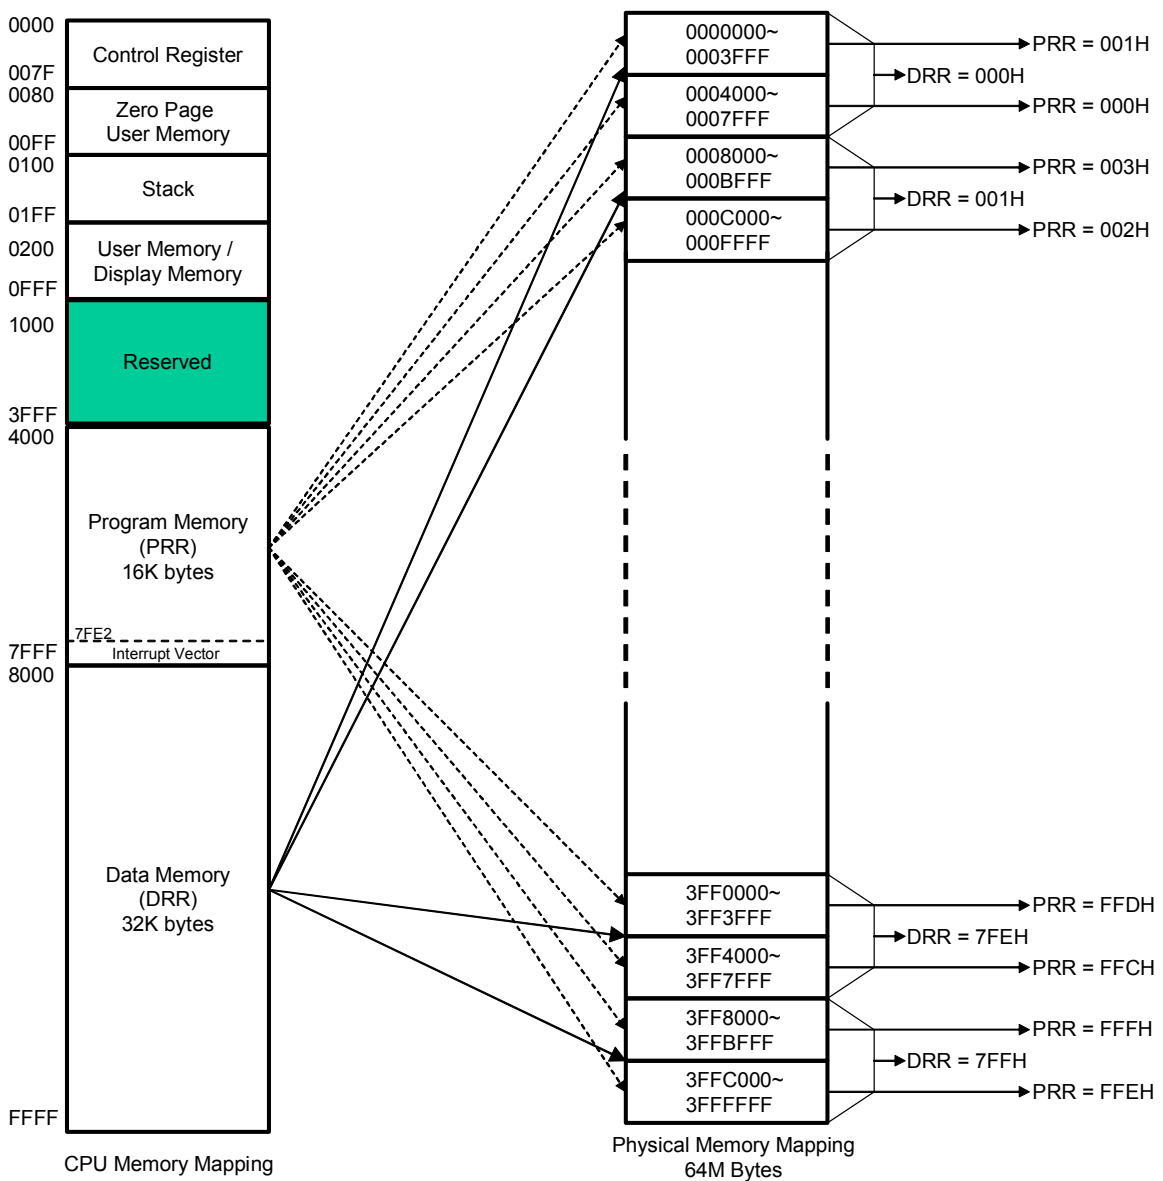 0000
Control Register
007F
0080
Zero Page
User Memory
00FF
0100
Stack
01FF
0200
User Memory /
Display Memory
0FFF
1000
Reserved
3FFF
4000
Program Memory
(PRR)
16K bytes
7FE2
Interrupt Vector
7FFF
8000
Data Memory
(DRR)
32K bytes
FFFF
CPU Memory Mapping
0000000~
0003FFF
0004000~
0007FFF
0008000~
000BFFF
000C000~
000FFFF
3FF0000~
3FF3FFF
3FF4000~
3FF7FFF
3FF8000~
3FFBFFF
3FFC000~
3FFFFFF
Physical Memory Mapping
64M Bytes
PRR = 001H
DRR = 000H
PRR = 000H
PRR = 003H
DRR = 001H
PRR = 002H
PRR = FFDH
DRR = 7FEH
PRR = FFCH
PRR = FFFH
DRR = 7FFH
PRR = FFEH